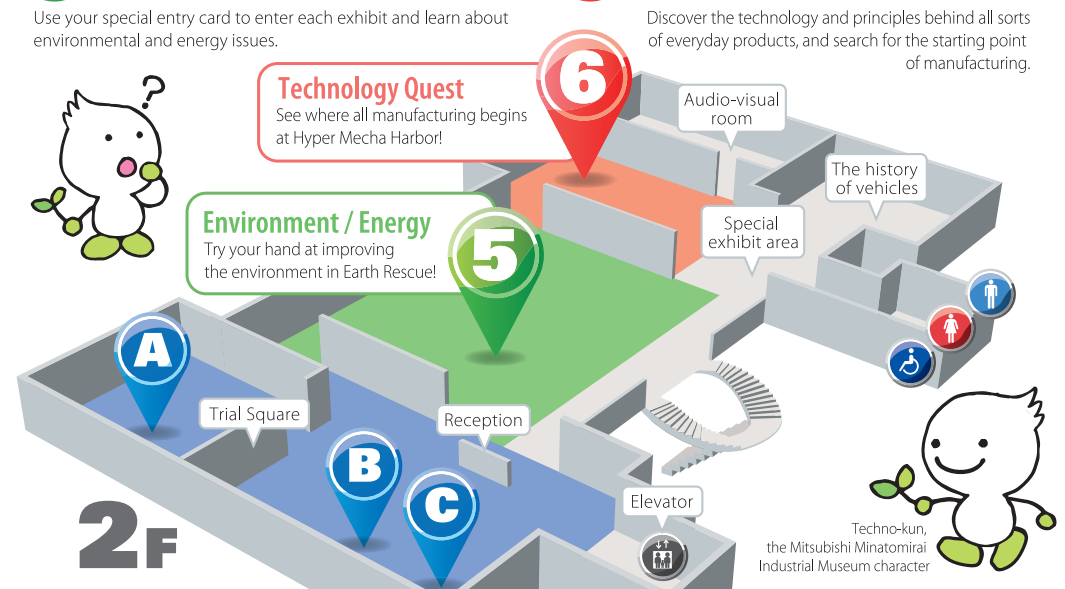 Use your special entry card to enter each exhibit and learn about
environmental and energy issues.
Discover the technology and principles behind all sorts
of everyday products, and search for the starting point
of manufacturing.
?
6
Technology Quest
See where all manufacturing begins
at Hyper Mecha Harbor!
Audio-visual
room
The history
of vehicles
Special
exhibit area
5
Environment / Energy
Try your hand at improving
the environment in Earth Rescue!
A
Trial Square
Reception
B
C
Elevator
2F
Techno-kun,
the Mitsubishi Minatomirai
Industrial Museum character